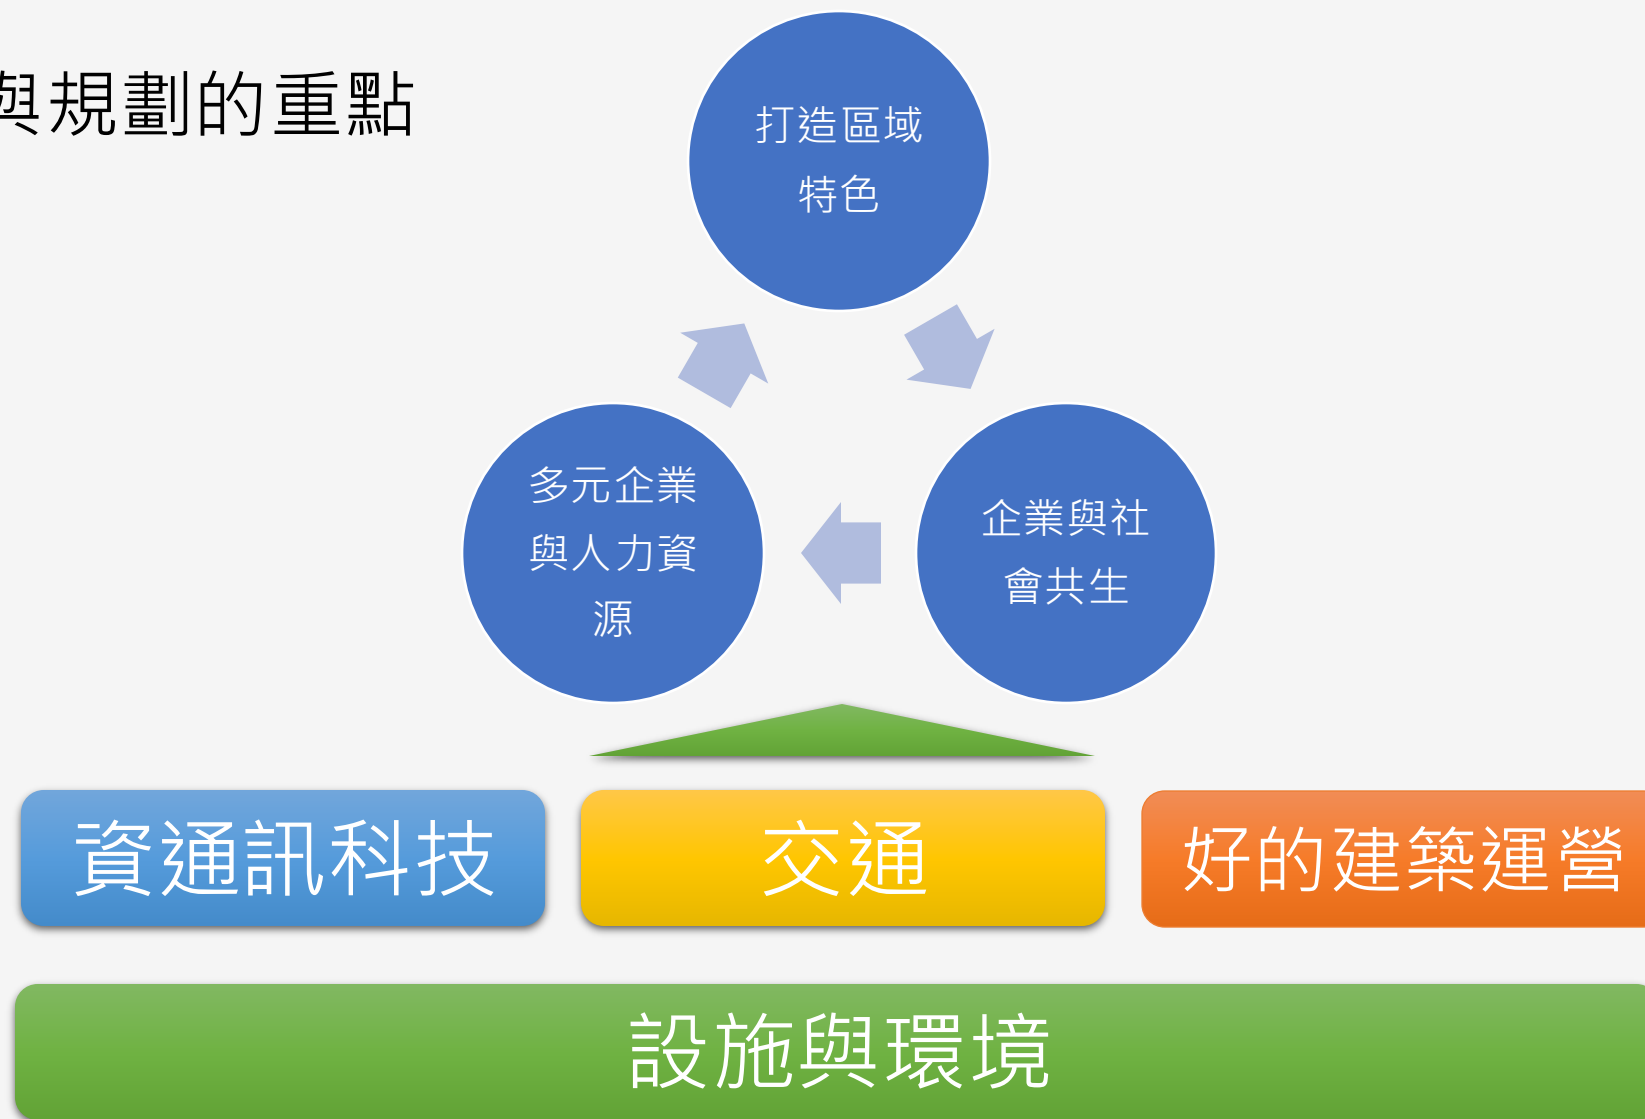 與規劃的重點
打造區域
特色
多元企業
與人力資
源
企業與社
會共生
資通訊科技
交通
好的建築運營
設施與環境